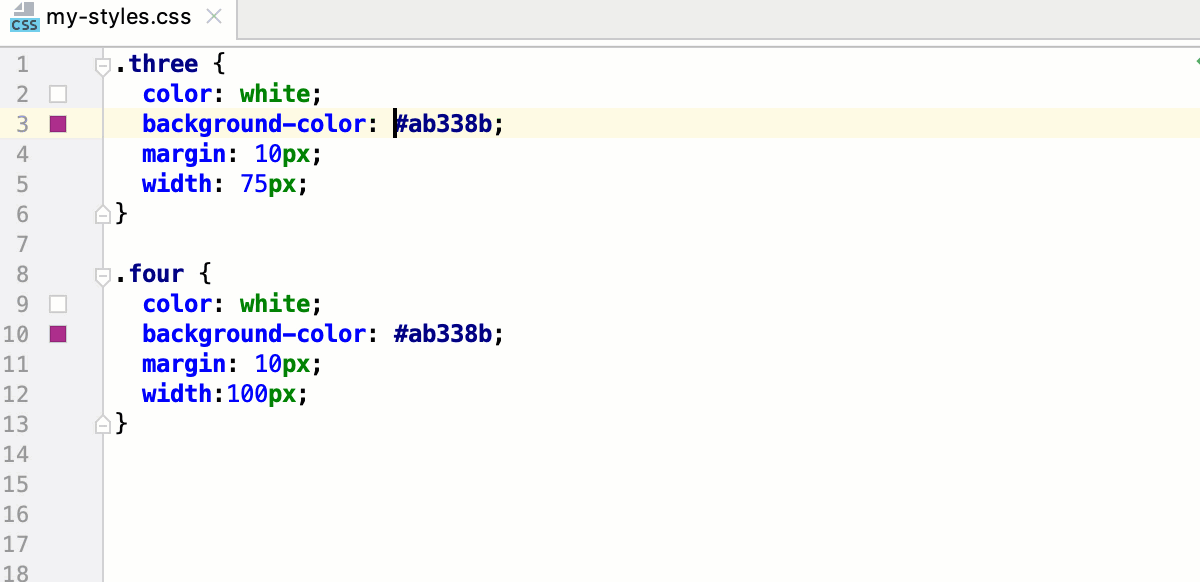 CSS my-styles.css
1 .three {
2 color: white;
3 background-color: #ab338b;
4 margin: 10px;
5 width: 75px;
6 }
7
8 .four {
9 color: white;
10 background-color: #ab338b;
11 margin: 10px;
12 width:100px;
13 }
14
15
16
17
18